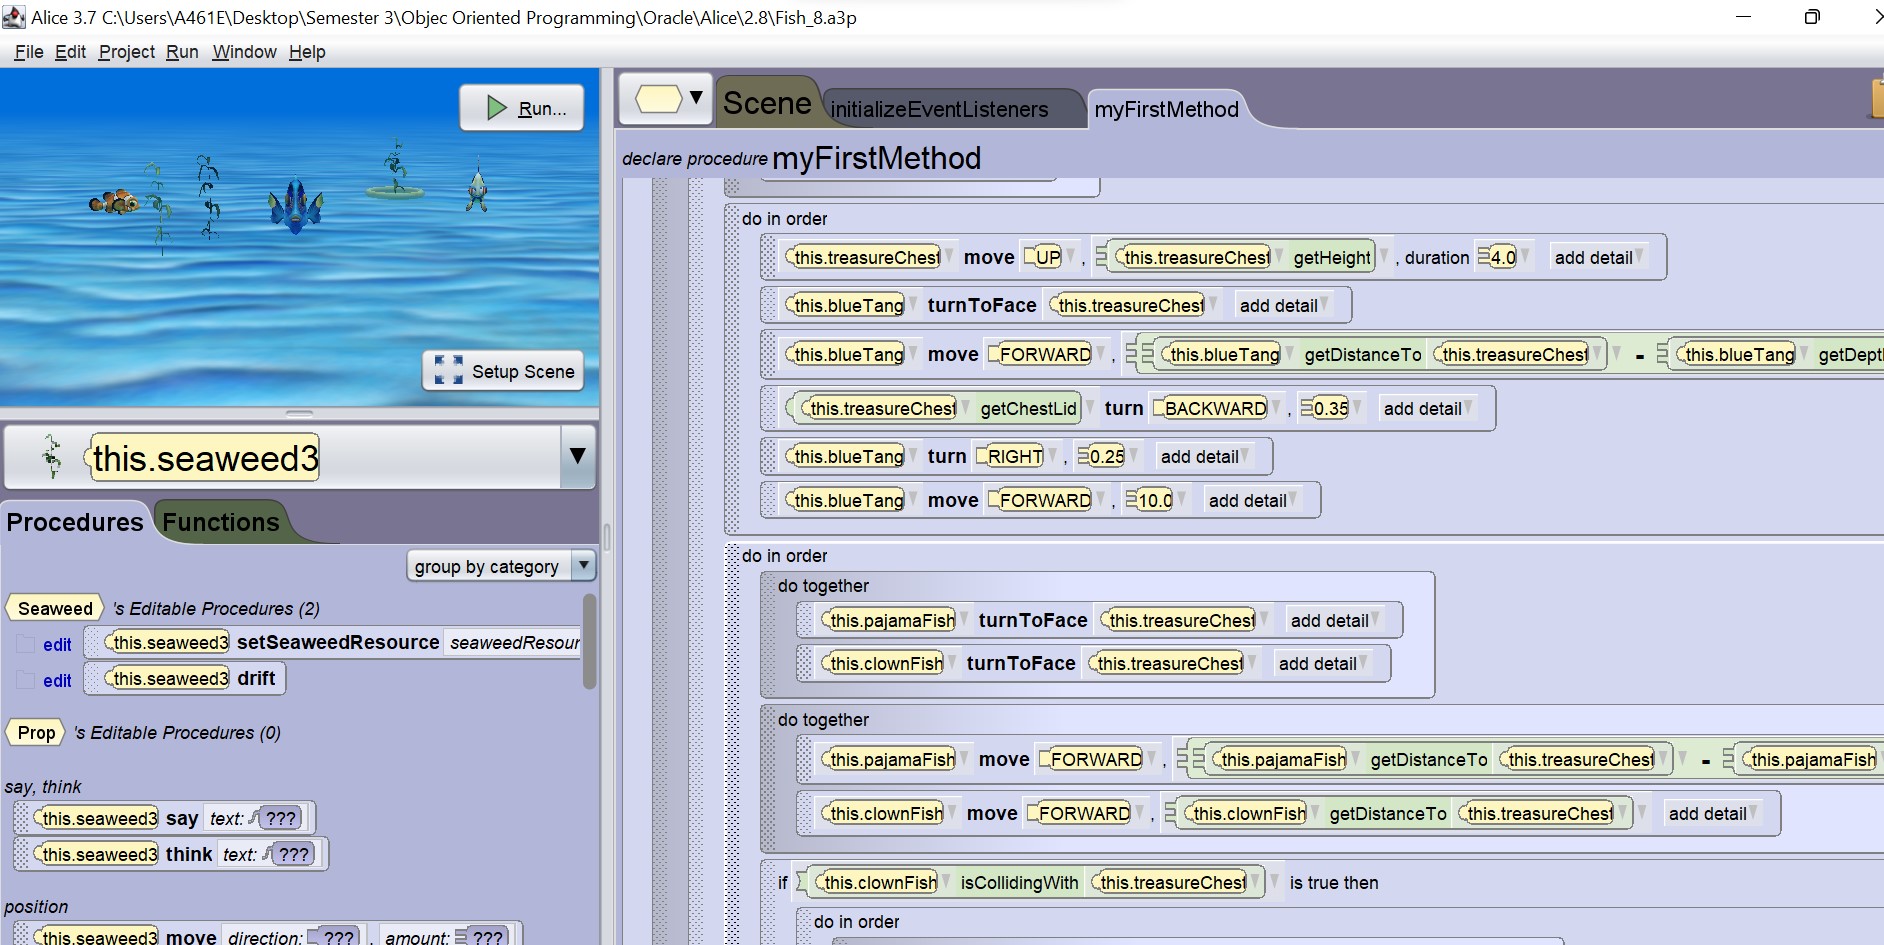 Alice 3.7 C:\Users\A461E\Desktop\Semester 3\Objec Oriented Programming\Oracle\Alice\2.8\Fish_8.a3p
File Edit Project Run Window Help
Run...
Setup Scene
this.seaweed3
Procedures Functions
group by category
Seaweed 's Editable Procedures (2)
edit this.seaweed3 setSeaweedResource seaweedResour
edit this.seaweed3 drift
Prop 's Editable Procedures (0)
say, think
this.seaweed3 say text: ???
this.seaweed3 think text: ???
position
this.seaweed3 move direction: ??? , amount: ???
Scene initializeEventListeners myFirstMethod
declare procedure myFirstMethod
do in order
this.treasureChest move UP , this.treasureChest getHeight , duration 4.0 add detail
this.blueTang turnToFace this.treasureChest add detail
this.blueTang move FORWARD , this.blueTang getDistanceTo this.treasureChest - this.blueTang getDepth
this.treasureChest getChestLid turn BACKWARD , 0.35 add detail
this.blueTang turn RIGHT , 0.25 add detail
this.blueTang move FORWARD , 10.0 add detail
do in order
do together
this.pajamaFish turnToFace this.treasureChest add detail
this.clownFish turnToFace this.treasureChest add detail
do together
this.pajamaFish move FORWARD , this.pajamaFish getDistanceTo this.treasureChest - this.pajamaFish
this.clownFish move FORWARD , this.clownFish getDistanceTo this.treasureChest add detail
if this.clownFish isCollidingWith this.treasureChest is true then
do in order